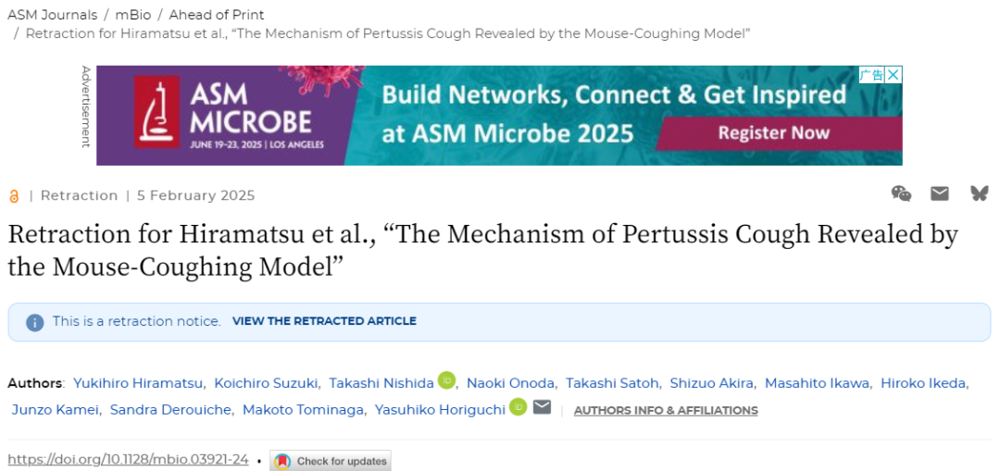 ASM Journals / mBio / Ahead of Print
/ Retraction for Hiramatsu et al., “The Mechanism of Pertussis Cough Revealed by the Mouse-Coughing Model”
Advertisement
ASM
MICROBE
JUNE 19-23, 2025 | LOS ANGELES
Build Networks, Connect & Get Inspired
at ASM Microbe 2025
Register Now
广告
| Retraction | 5 February 2025
Retraction for Hiramatsu et al., “The Mechanism of Pertussis Cough Revealed by
the Mouse-Coughing Model”
This is a retraction notice. VIEW THE RETRACTED ARTICLE
Authors: Yukihiro Hiramatsu, Koichiro Suzuki, Takashi Nishida iD, Naoki Onoda, Takashi Satoh, Shizuo Akira, Masahito Ikawa, Hiroko Ikeda,
Junzo Kamei, Sandra Derouiche, Makoto Tominaga, Yasuhiko Horiguchi iD | AUTHORS INFO & AFFILIATIONS
https://doi.org/10.1128/mbio.03921-24 • Check for updates